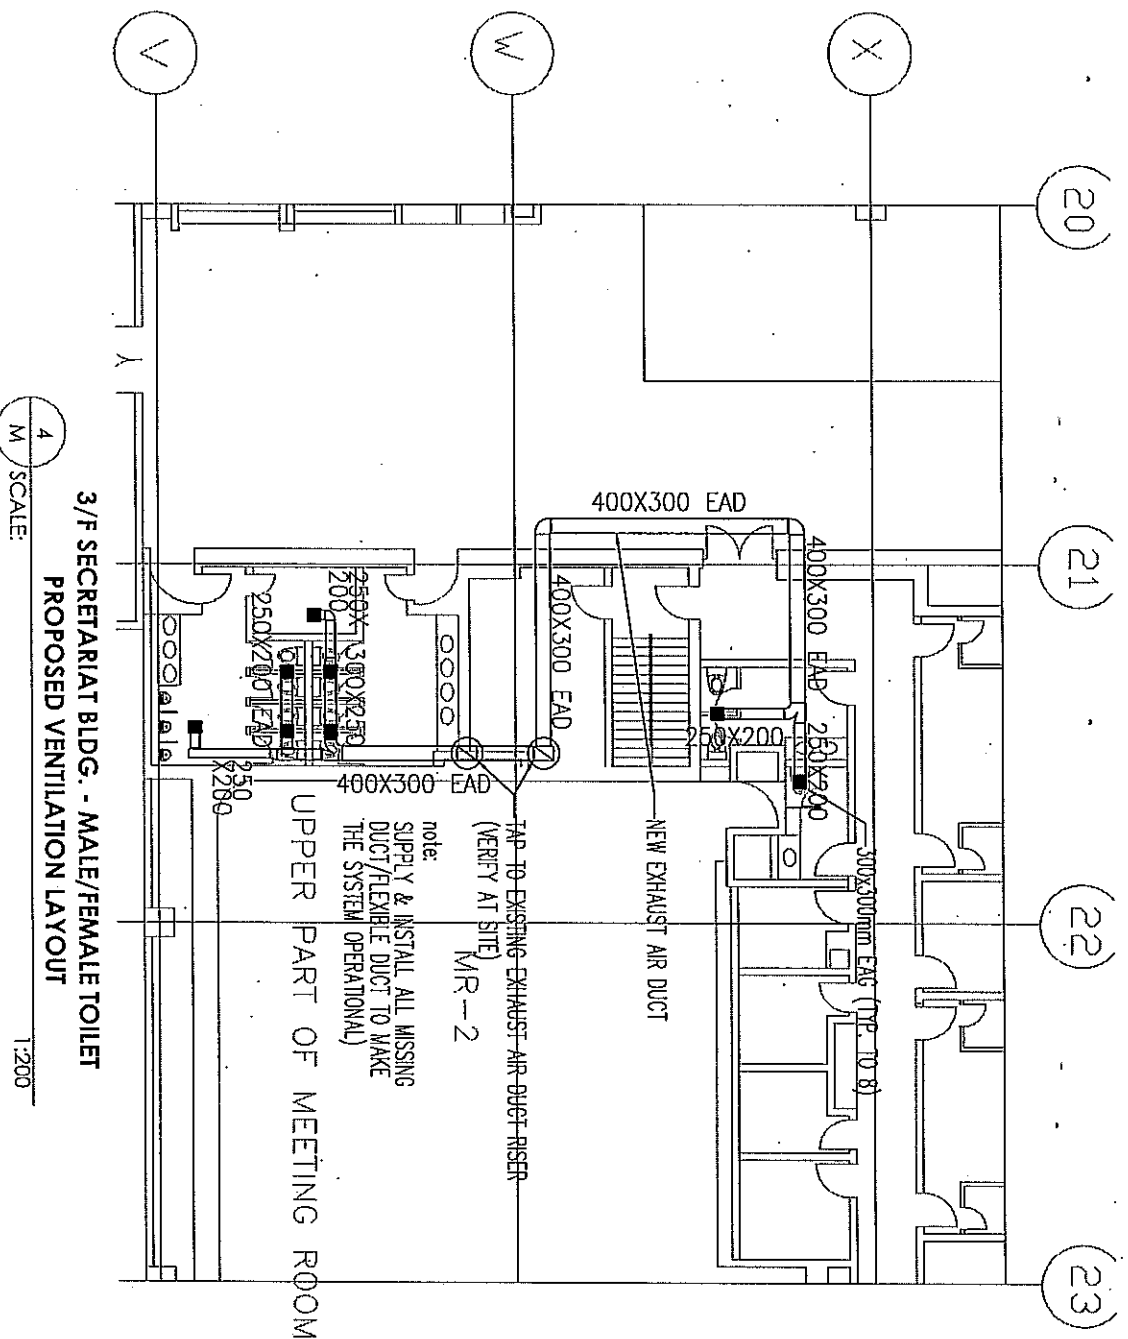 20
21
22
23
X
W
V
400X300 EAD
400X300 EAD
400X300 EAD
250X200
250X200
300x300mm EAG (TYP. TO 8)
NEW EXHAUST AIR DUCT
TAP TO EXISTING EXHAUST AIR DUCT RISER
(VERIFY AT SITE)
MR-2
note:
SUPPLY & INSTALL ALL MISSING
DUCT/FLEXIBLE DUCT TO MAKE
THE SYSTEM OPERATIONAL)
400X300 EAD
300X250
250X
200
250X200 EAD
250
X200
UPPER PART OF MEETING ROOM
4
M
3/F SECRETARIAT BLDG. - MALE/FEMALE TOILET
PROPOSED VENTILATION LAYOUT
SCALE:
1:200